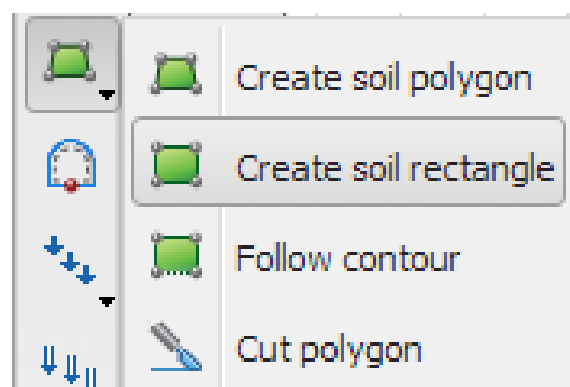 Create soil polygon
Create soil rectangle
Follow contour
Cut polygon